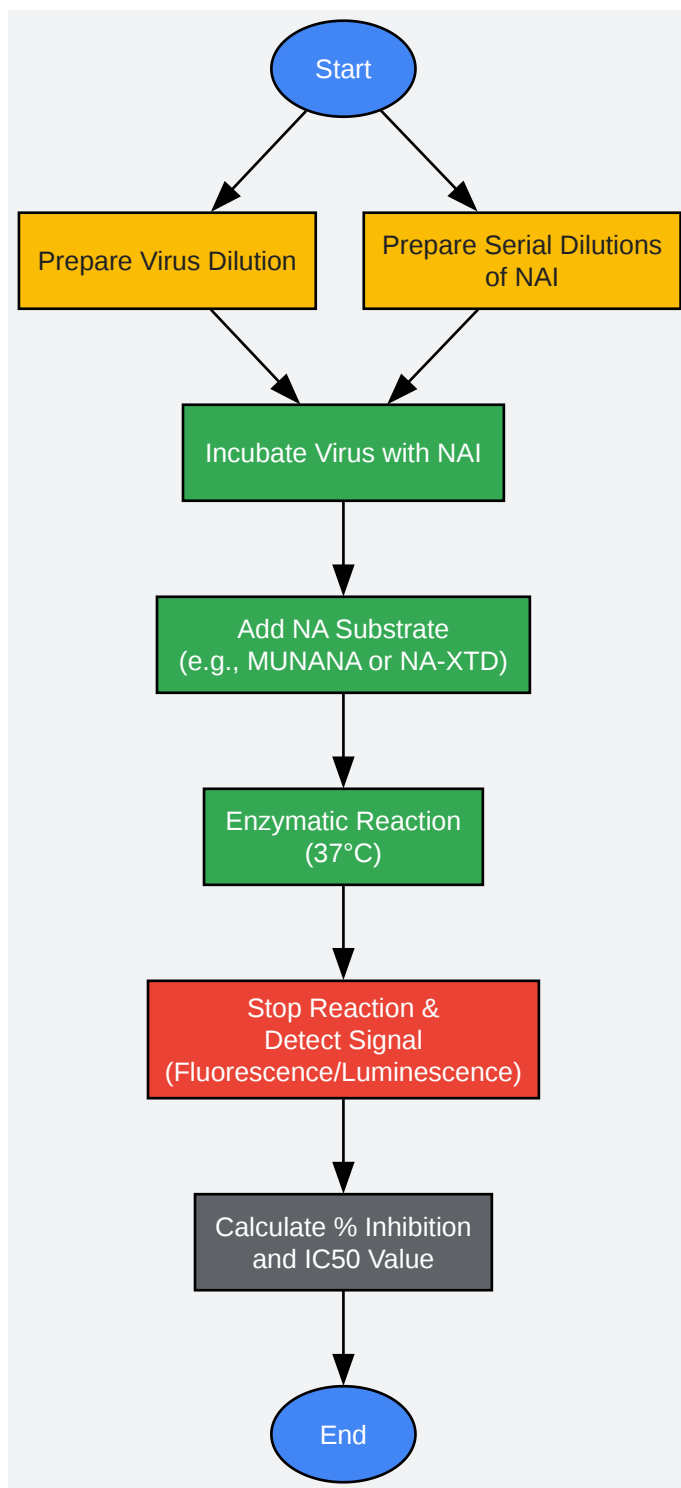 Start
Prepare Virus Dilution
Prepare Serial Dilutions
of NAI
Incubate Virus with NAI
Add NA Substrate
(e.g., MUNANA or NA-XTD)
Enzymatic Reaction
(37°C)
Stop Reaction &
Detect Signal
(Fluorescence/Luminescence)
Calculate % Inhibition
and IC50 Value
End